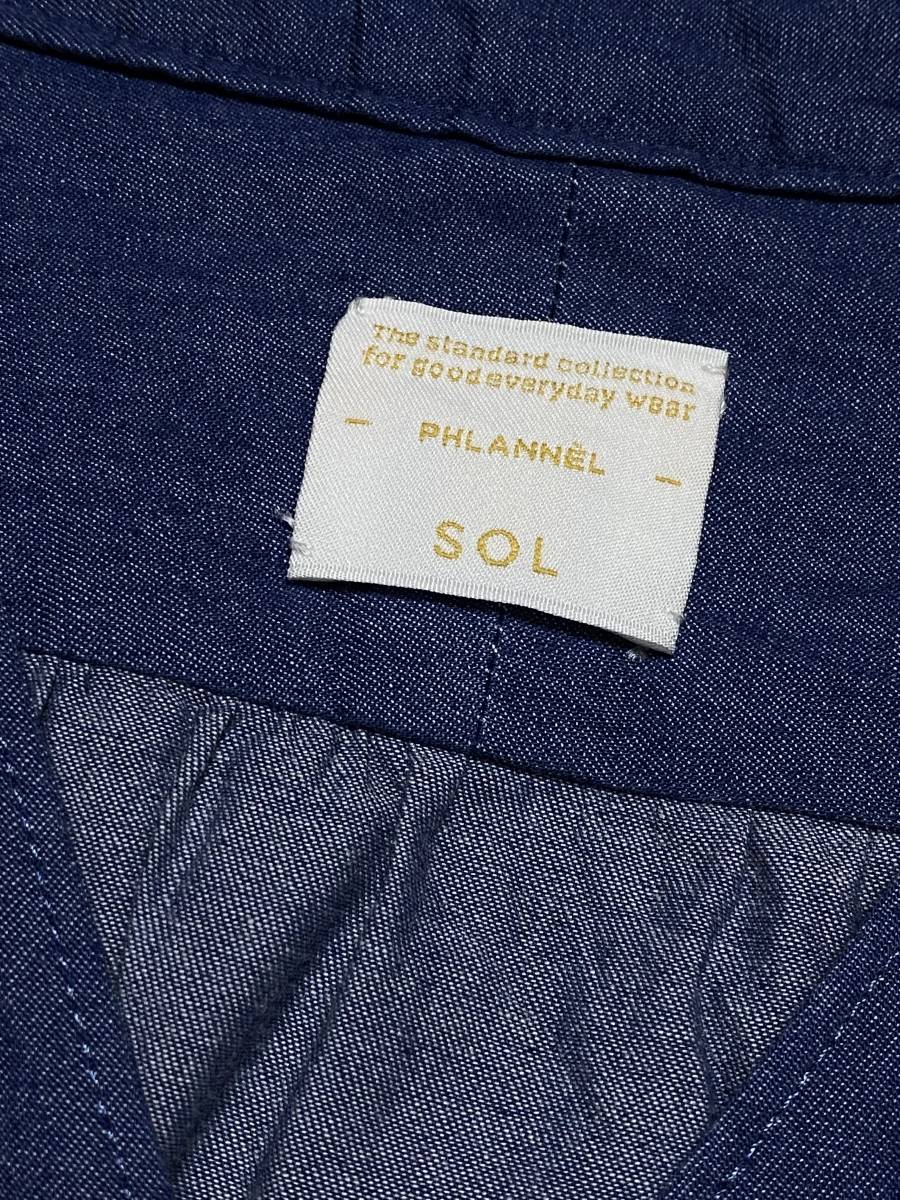 The standard collection
for good everyday wear
- PHLANNÈL -
SOL